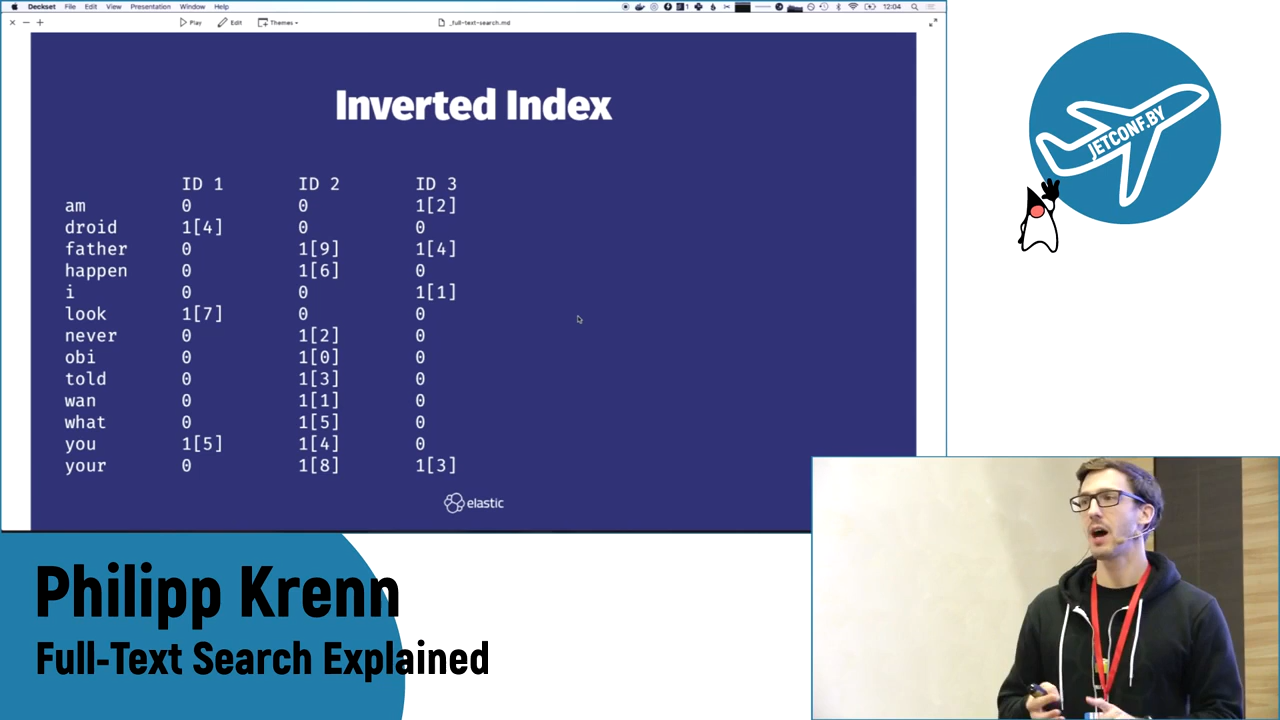 Deckset File Edit View Presentation Window Help 12:04
Play Edit Themes _full-text-search.md
Inverted Index
ID 1 ID 2 ID 3
am 0 0 1[2]
droid 1[4] 0 0
father 0 1[9] 1[4]
happen 0 1[6] 0
i 0 0 1[1]
look 1[7] 0 0
never 0 1[2] 0
obi 0 1[0] 0
told 0 1[3] 0
wan 0 1[1] 0
what 0 1[5] 0
you 1[5] 1[4] 0
your 0 1[8] 1[3]
elastic
JETCONF.BY
Philipp Krenn
Full-Text Search Explained